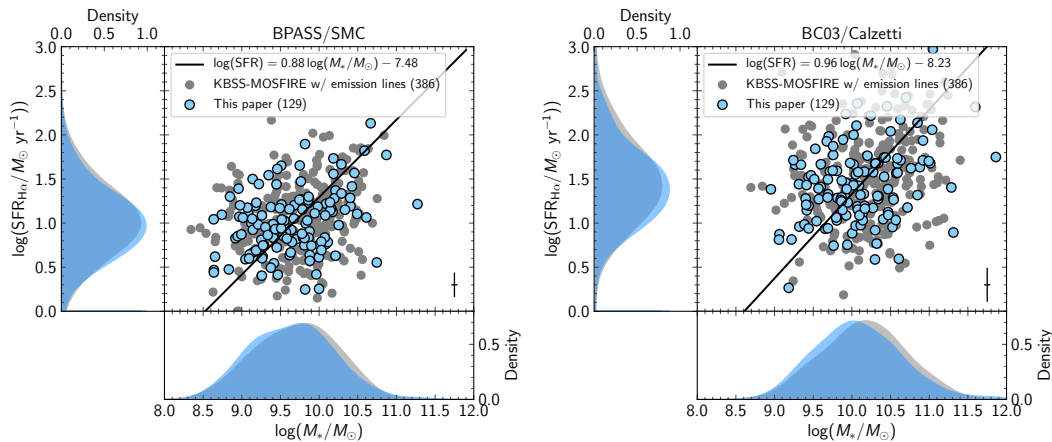 Density
0.0 0.5 1.0
BPASS/SMC
log(SFR) = 0.88 log(M*/M⊙) − 7.48
KBSS-MOSFIRE w/ emission lines (386)
This paper (129)
3.0
2.5
2.0
1.5
1.0
0.5
0.0
log(SFRHα/M⊙ yr⁻¹)
0.5
Density
8.0 8.5 9.0 9.5 10.0 10.5 11.0 11.5 12.0
log(M*/M⊙)
Density
0.0 0.5 1.0
BC03/Calzetti
log(SFR) = 0.96 log(M*/M⊙) − 8.23
KBSS-MOSFIRE w/ emission lines (386)
This paper (129)
3.0
2.5
2.0
1.5
1.0
0.5
0.0
log(SFRHα/M⊙ yr⁻¹)
0.5
Density
8.0 8.5 9.0 9.5 10.0 10.5 11.0 11.5 12.0
log(M*/M⊙)